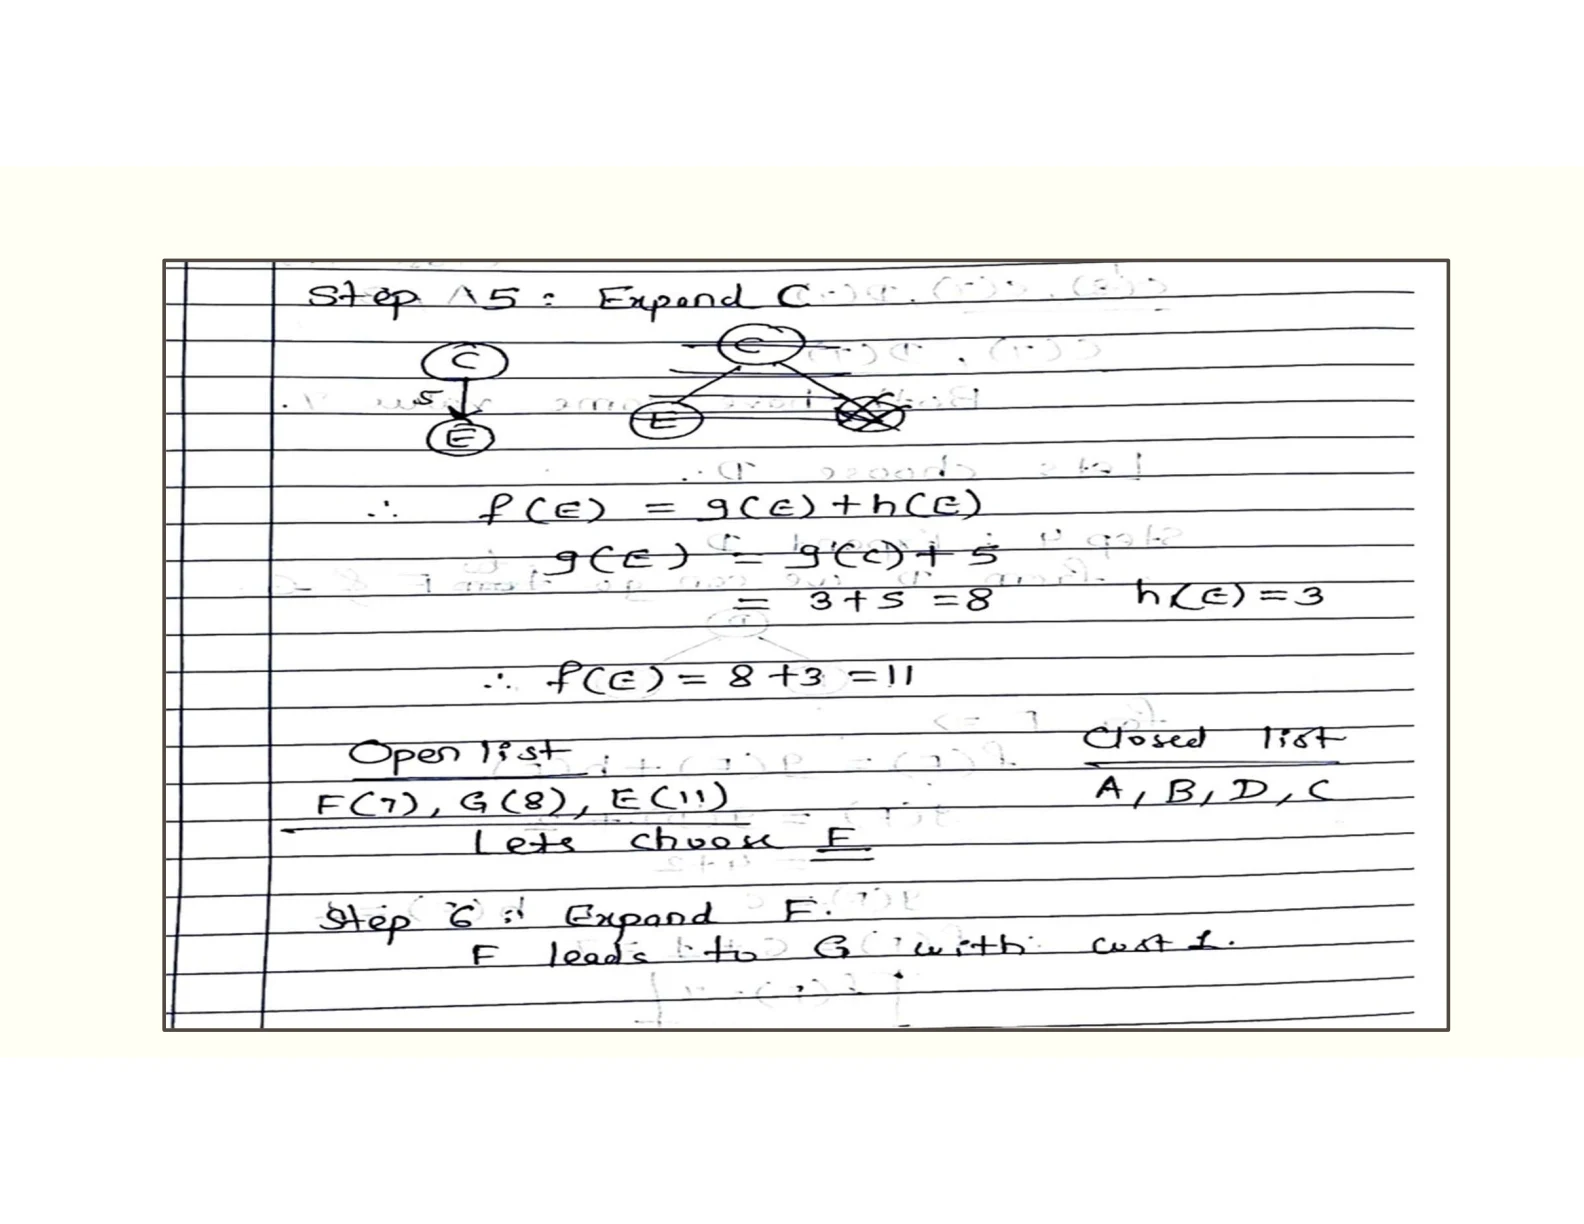 Step 5 : Expand C
C
C
5
E
E
∴ f(E) = g(E) + h(E)
g(E) = g(C) + 5
= 3 + 5 = 8 h(E) = 3
∴ f(E) = 8 + 3 = 11
Open list Closed list
F(7), G(8), E(11) A, B, D, C
Lets choose F
Step 6 : Expand F.
F leads to G with cost 1.